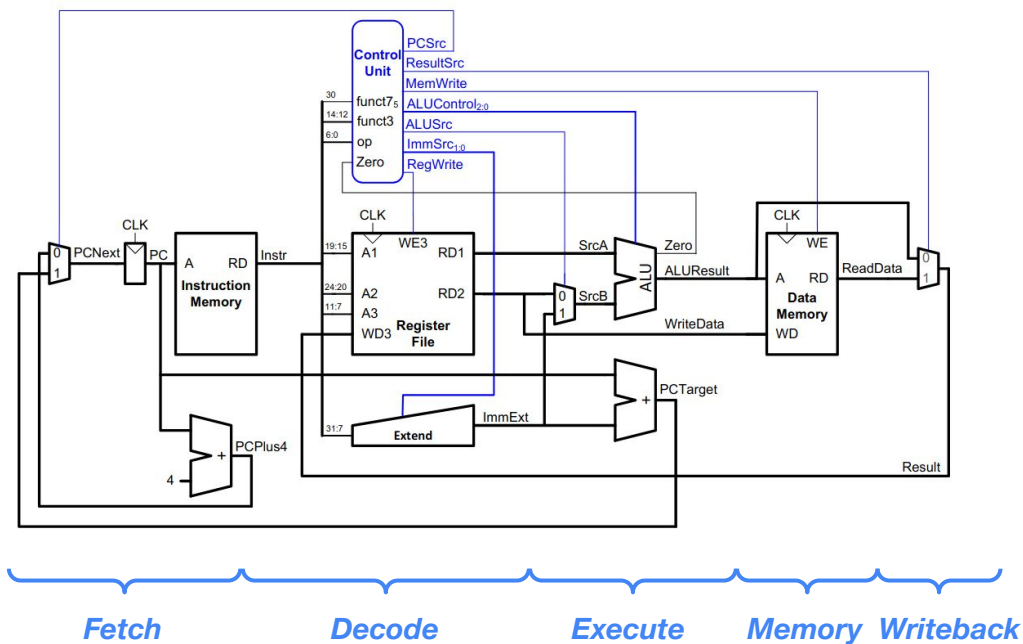 PCSrc
Control
Unit
ResultSrc
MemWrite
30
funct7₅
ALUControl₂:₀
14:12
funct3
ALUSrc
6:0
op
ImmSrc₁:₀
Zero
RegWrite
CLK
CLK
CLK
0
1
PCNext
PC
A
RD
Instruction
Memory
Instr
19:15
A1
WE3
RD1
24:20
A2
RD2
11:7
A3
WD3
Register
File
SrcA
0
1
SrcB
ALU
Zero
ALUResult
WriteData
WE
A
RD
Data
Memory
WD
ReadData
0
1
+
PCTarget
31:7
Extend
ImmExt
4
+
PCPlus4
Result
Fetch
Decode
Execute
Memory
Writeback